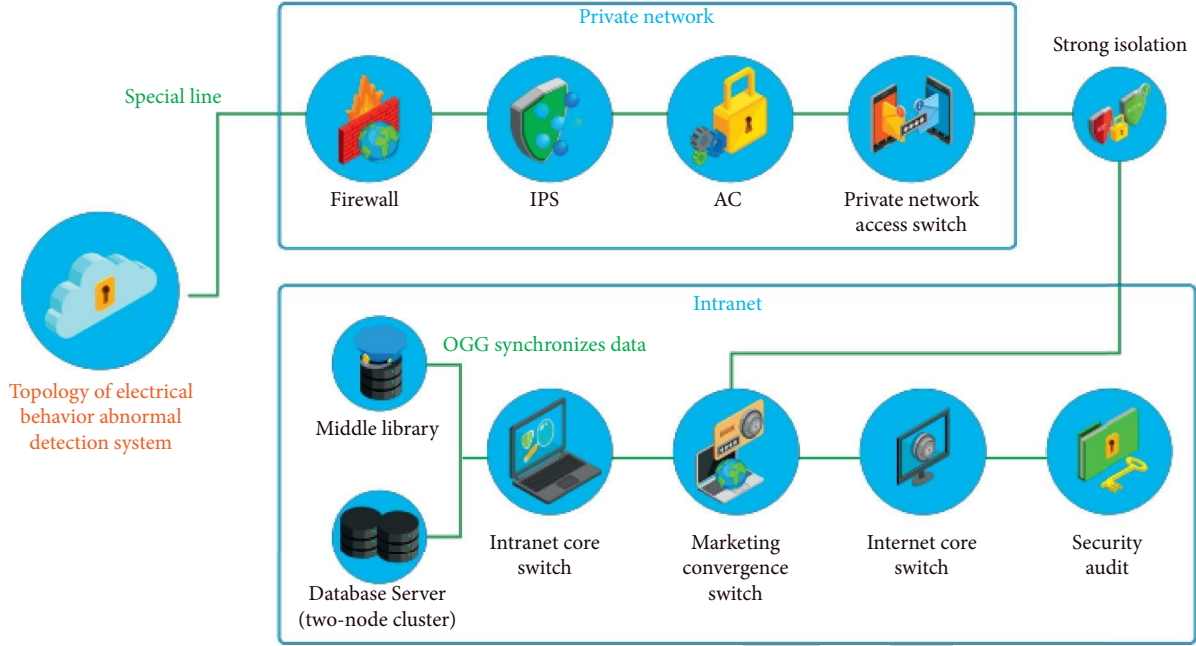 Private network
Strong isolation
Special line
Firewall
IPS
AC
Private network
access switch
Intranet
OGG synchronizes data
Topology of electrical
behavior abnormal
detection system
Middle library
Intranet core
switch
Marketing
convergence
switch
Internet core
switch
Security
audit
Database Server
(two-node cluster)